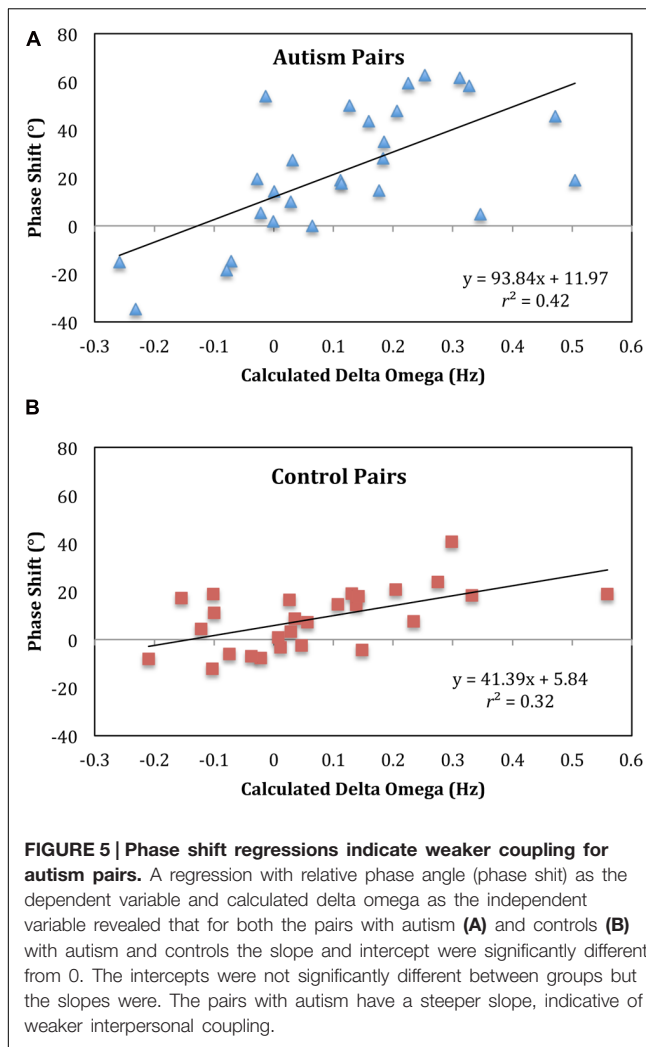 A
Autism Pairs
80
60
40
20
0
-20
-40
Phase Shift (°)
y = 93.84x + 11.97
r² = 0.42
-0.3 -0.2 -0.1 0 0.1 0.2 0.3 0.4 0.5 0.6
Calculated Delta Omega (Hz)
B
Control Pairs
80
60
40
20
0
-20
-40
Phase Shift (°)
y = 41.39x + 5.84
r² = 0.32
-0.3 -0.2 -0.1 0 0.1 0.2 0.3 0.4 0.5 0.6
Calculated Delta Omega (Hz)
FIGURE 5 | Phase shift regressions indicate weaker coupling for
autism pairs. A regression with relative phase angle (phase shit) as the
dependent variable and calculated delta omega as the independent
variable revealed that for both the pairs with autism (A) and controls (B)
with autism and controls the slope and intercept were significantly different
from 0. The intercepts were not significantly different between groups but
the slopes were. The pairs with autism have a steeper slope, indicative of
weaker interpersonal coupling.